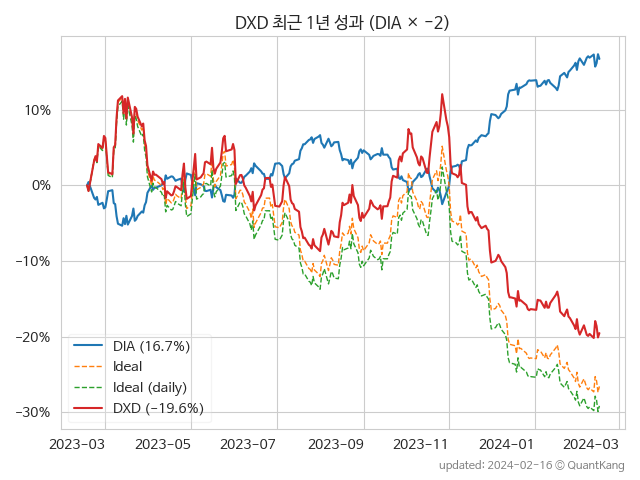 DXD 최근 1년 성과 (DIA × −2)
10%
0%
−10%
−20%
−30%
DIA (16.7%)
Ideal
Ideal (daily)
DXD (−19.6%)
2023−03 2023−05 2023−07 2023−09 2023−11 2024−01 2024−03
updated: 2024−02−16 ⓒ QuantKang